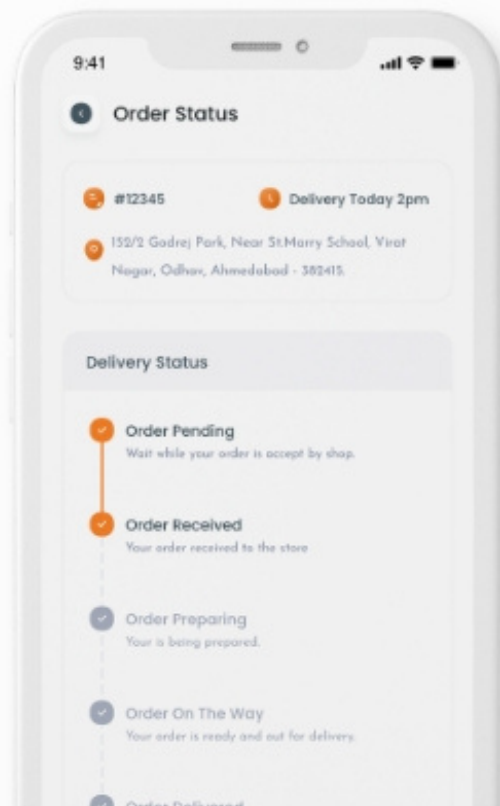 9:41
Order Status
#12345
Delivery Today 2pm
152/2 Godrej Park, Near St.Marry School, Virat
Nagar, Odhav, Ahmedabad - 382415.
Delivery Status
Order Pending
Wait while your order is accept by shop.
Order Received
Your order received to the store
Order Preparing
Your is being prepared.
Order On The Way
Your order is ready and out for delivery.
Order Delivered